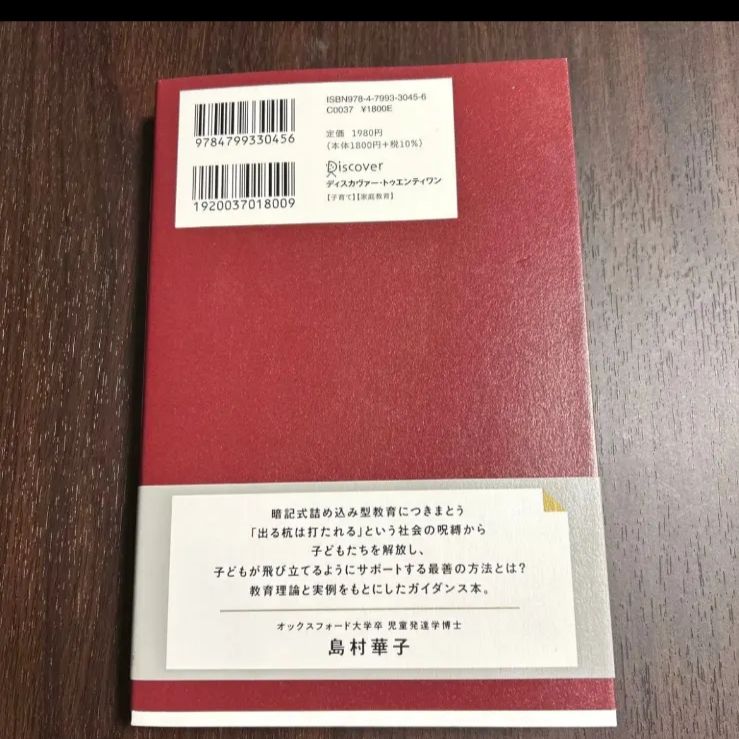 ISBN978-4-7993-3045-6
C0037 ¥1800E
9784799330456
定価 1980円
(本体1800円+税10%)
Discover
ディスカヴァー・トゥエンティワン
1920037018009
【子育て】【家庭教育】
暗記式詰め込み型教育につきまとう
「出る杭は打たれる」という社会の呪縛から
子どもたちを解放し、
子どもが飛び立てるようにサポートする最善の方法とは?
教育理論と実例をもとにしたガイダンス本。
オックスフォード大学卒 児童発達学博士
島村華子